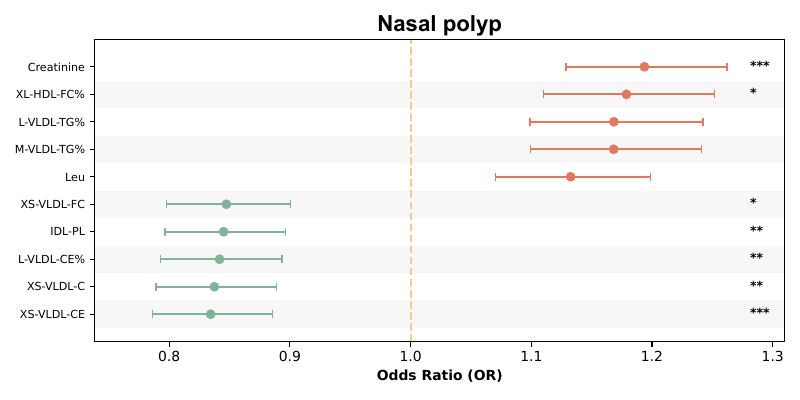 Nasal polyp
Creatinine ***
XL-HDL-FC% *
L-VLDL-TG%
M-VLDL-TG%
Leu
XS-VLDL-FC *
IDL-PL **
L-VLDL-CE% **
XS-VLDL-C **
XS-VLDL-CE ***
0.8 0.9 1.0 1.1 1.2 1.3
Odds Ratio (OR)